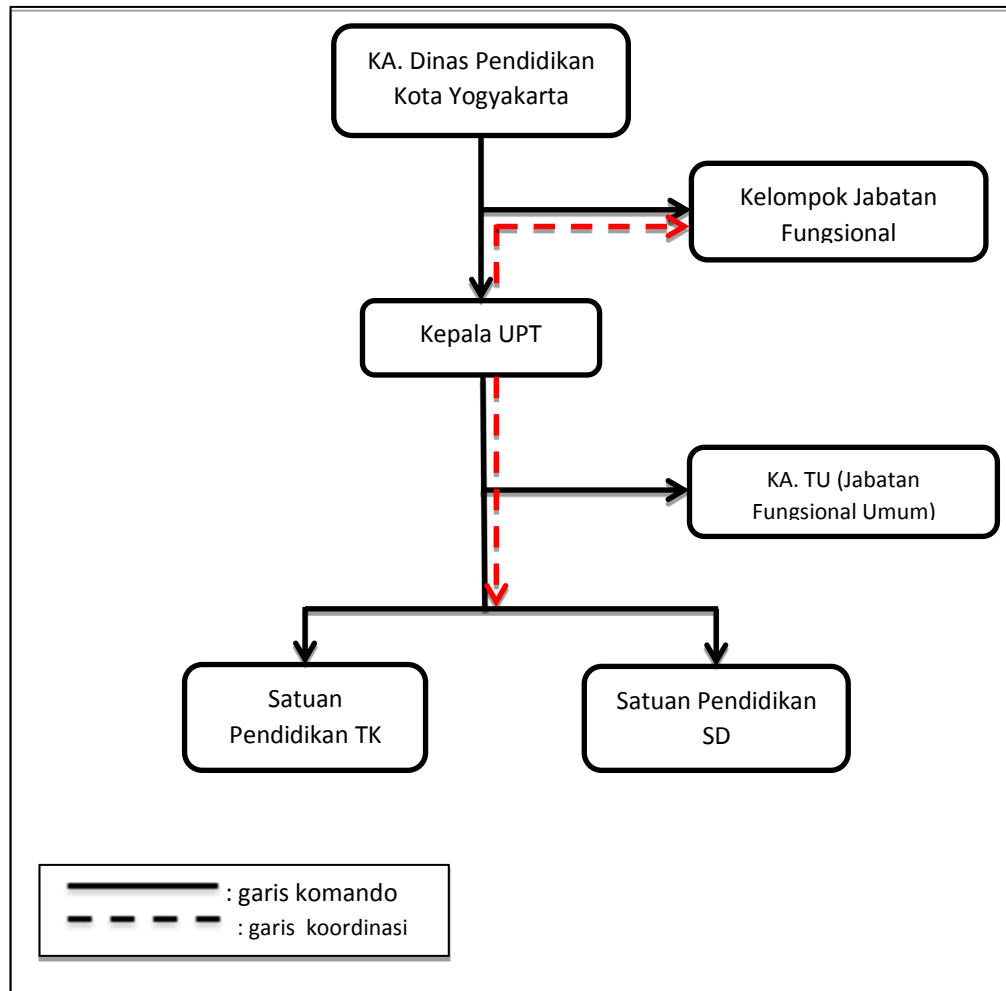 KA. Dinas Pendidikan
Kota Yogyakarta
Kelompok Jabatan
Fungsional
Kepala UPT
KA. TU (Jabatan
Fungsional Umum)
Satuan
Pendidikan TK
Satuan Pendidikan
SD
: garis komando
: garis koordinasi